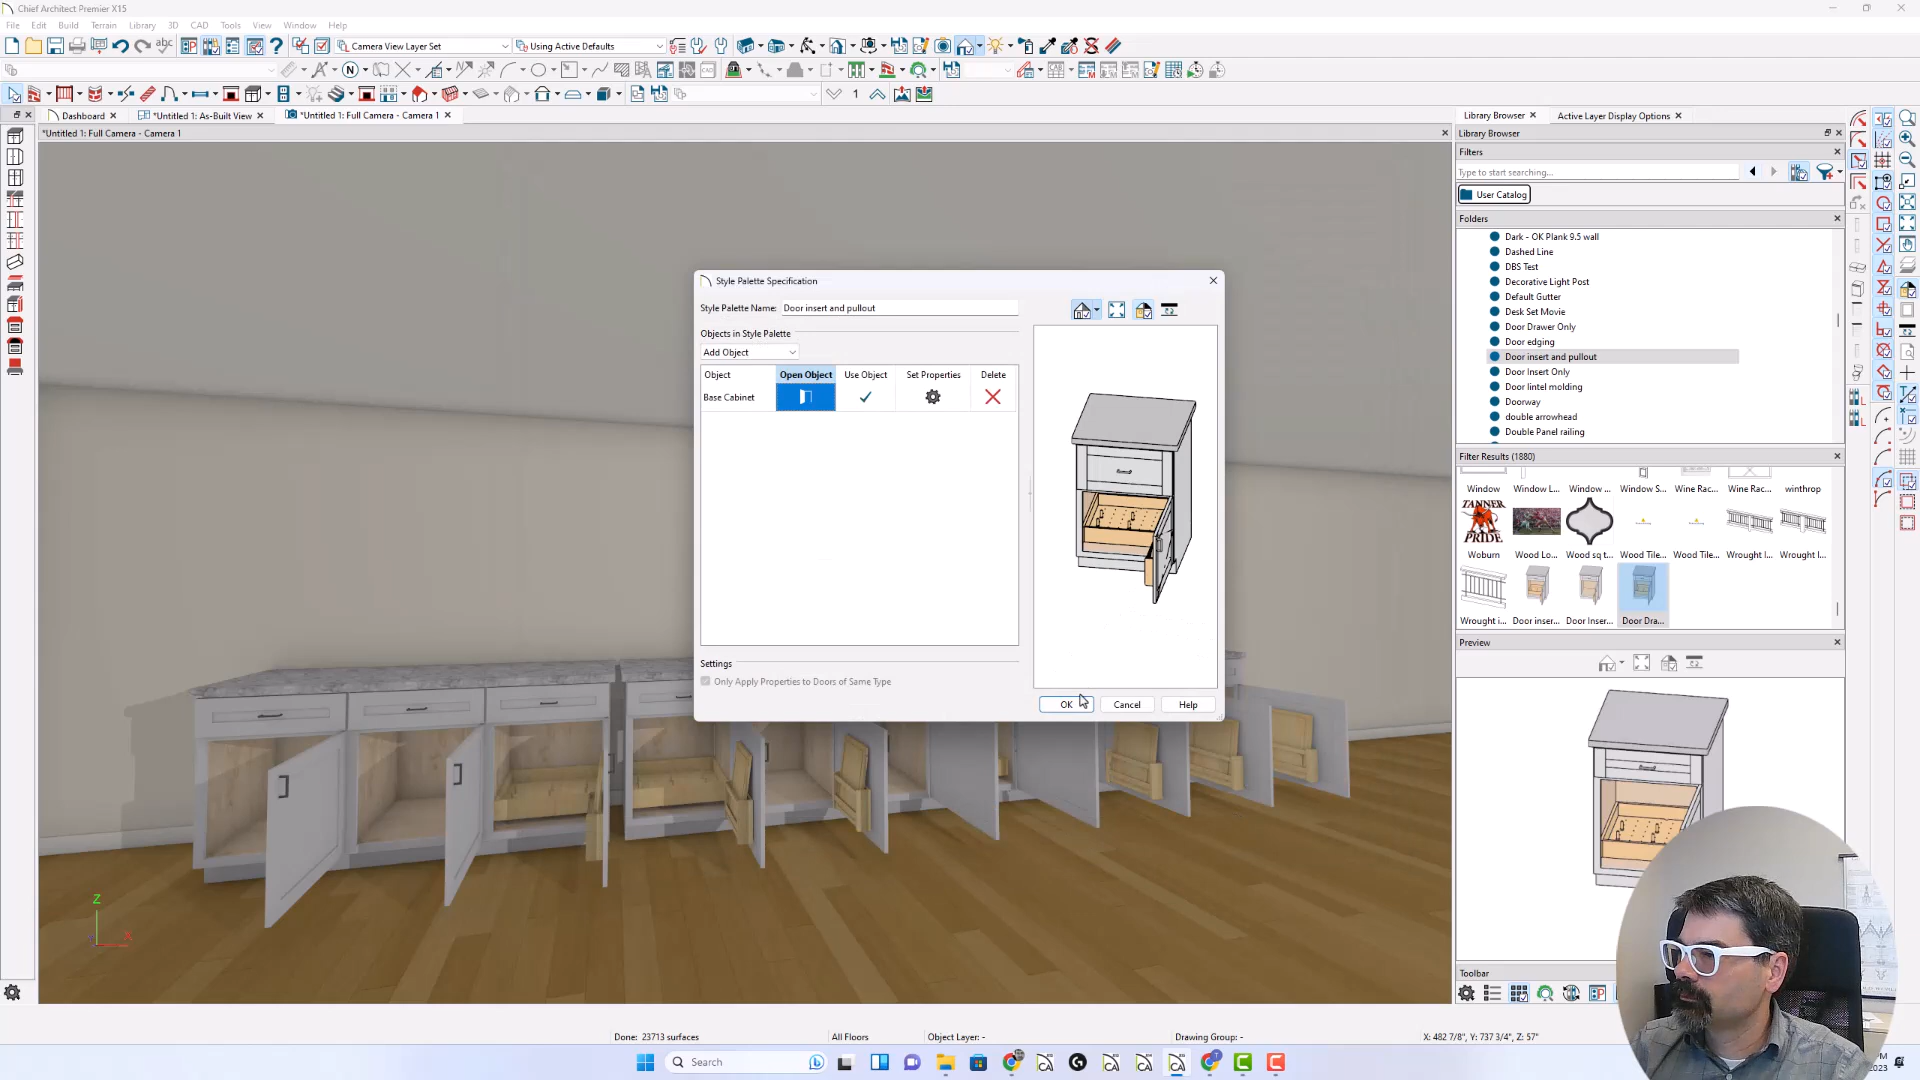 Chief Architect Premier X15
File Edit Build Terrain Library 3D CAD Tools View Window Help
Camera View Layer Set
Using Active Defaults
1
Dashboard
*Untitled 1: As-Built View
*Untitled 1: Full Camera - Camera 1
*Untitled 1: Full Camera - Camera 1
Style Palette Specification
Style Palette Name: Door insert and pullout
Objects in Style Palette
Add Object
Object Open Object Use Object Set Properties Delete
Base Cabinet
Settings
Only Apply Properties to Doors of Same Type
OK Cancel Help
Z
X
Library Browser
Active Layer Display Options
Library Browser
Filters
Type to start searching...
User Catalog
Folders
Dark - OK Plank 9.5 wall
Dashed Line
DBS Test
Decorative Light Post
Default Gutter
Desk Set Movie
Door Drawer Only
Door edging
Door insert and pullout
Door Insert Only
Door lintel molding
Doorway
double arrowhead
Double Panel railing
Filter Results (1880)
Window Window L... Window ... Window S... Wine Rac... Wine Rac... winthrop
TANNER
PRIDE
Woburn Wood Lo... Wood sq t... Wood Tile... Wood Tile... Wrought I... Wrought I...
Wrought i... Door inser... Door Inser... Door Dra...
Preview
Toolbar
Done: 23713 surfaces
All Floors
Object Layer: -
Drawing Group: -
X: 482 7/8", Y: 737 3/4", Z: 57"
Search
M
2023